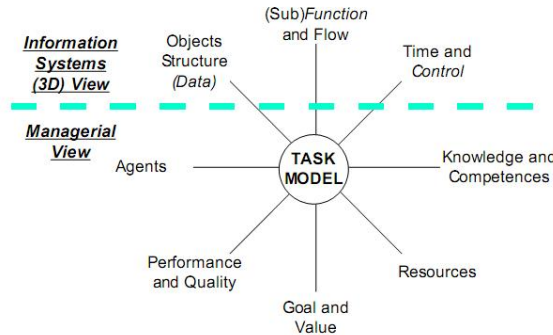 (Sub)Function
and Flow
Information
Systems
(3D) View
Objects
Structure
(Data)
Time and
Control
Managerial
View
Agents
TASK
MODEL
Knowledge and
Competences
Performance
and Quality
Resources
Goal and
Value